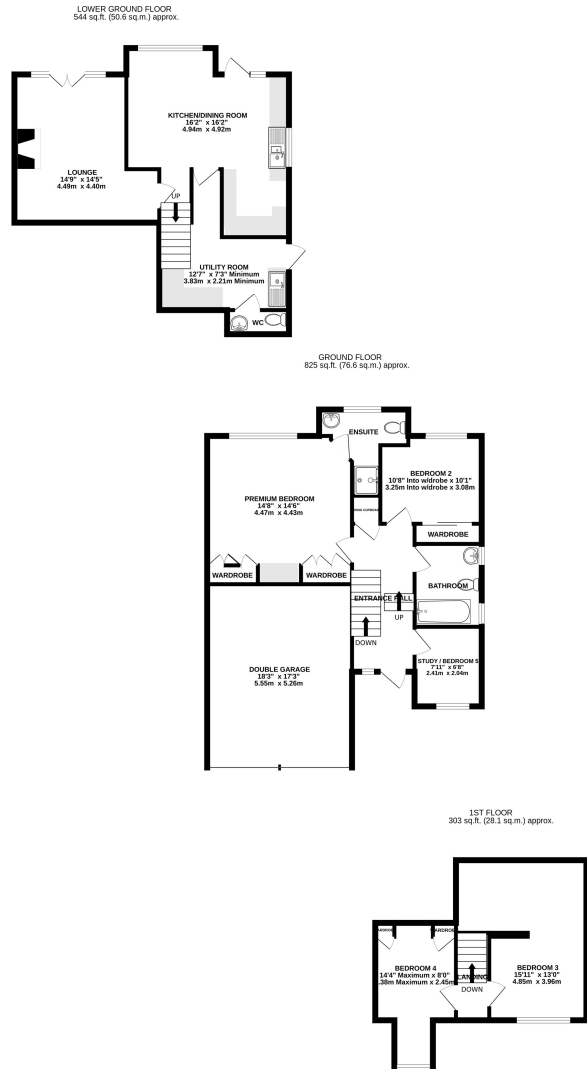 LOWER GROUND FLOOR
544 sq.ft. (50.6 sq.m.) approx.
KITCHEN/DINING ROOM
16'2" x 16'2"
4.94m x 4.92m
LOUNGE
14'9" x 14'5"
4.49m x 4.40m
UP
UTILITY ROOM
12'7" x 7'3" Minimum
3.83m x 2.21m Minimum
WC
GROUND FLOOR
825 sq.ft. (76.6 sq.m.) approx.
ENSUITE
BEDROOM 2
10'8" Into w/drobe x 10'1"
3.25m Into w/drobe x 3.08m
PREMIUM BEDROOM
14'8" x 14'6"
4.47m x 4.43m
CUPBOARD
WARDROBE
WARDROBE
WARDROBE
BATHROOM
ENTRANCE HALL
UP
DOWN
STUDY / BEDROOM 5
7'11" x 6'8"
2.41m x 2.04m
DOUBLE GARAGE
18'3" x 17'3"
5.55m x 5.26m
1ST FLOOR
303 sq.ft. (28.1 sq.m.) approx.
BEDROOM 4
14'4" Maximum x 8'0"
.38m Maximum x 2.45m
LANDING
DOWN
BEDROOM 3
15'11" x 13'0"
4.85m x 3.96m